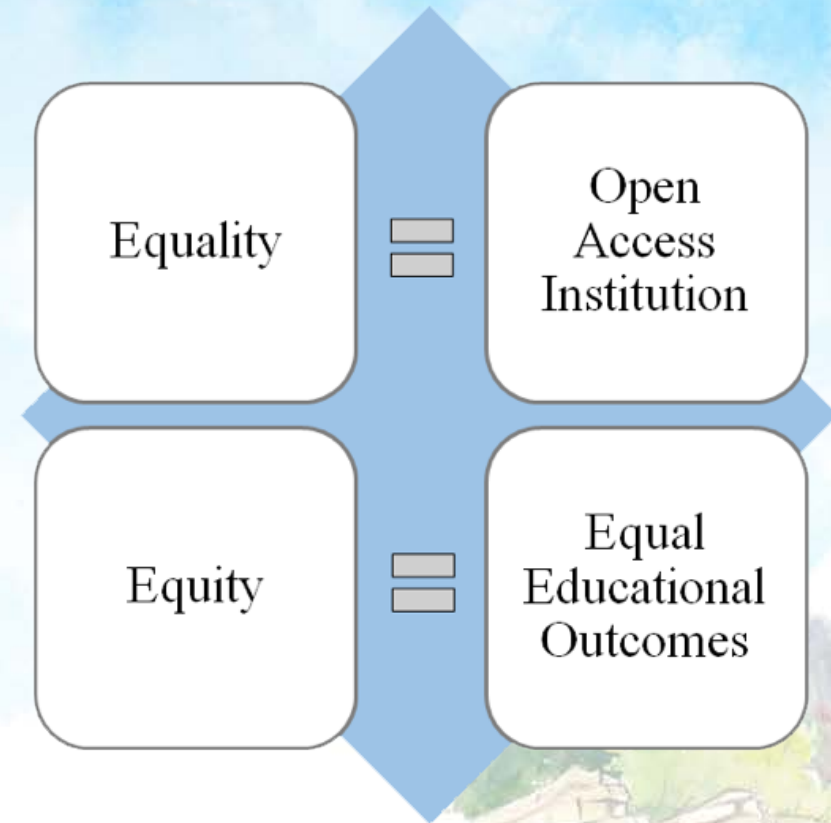 Equality
=
Open
Access
Institution
Equity
=
Equal
Educational
Outcomes